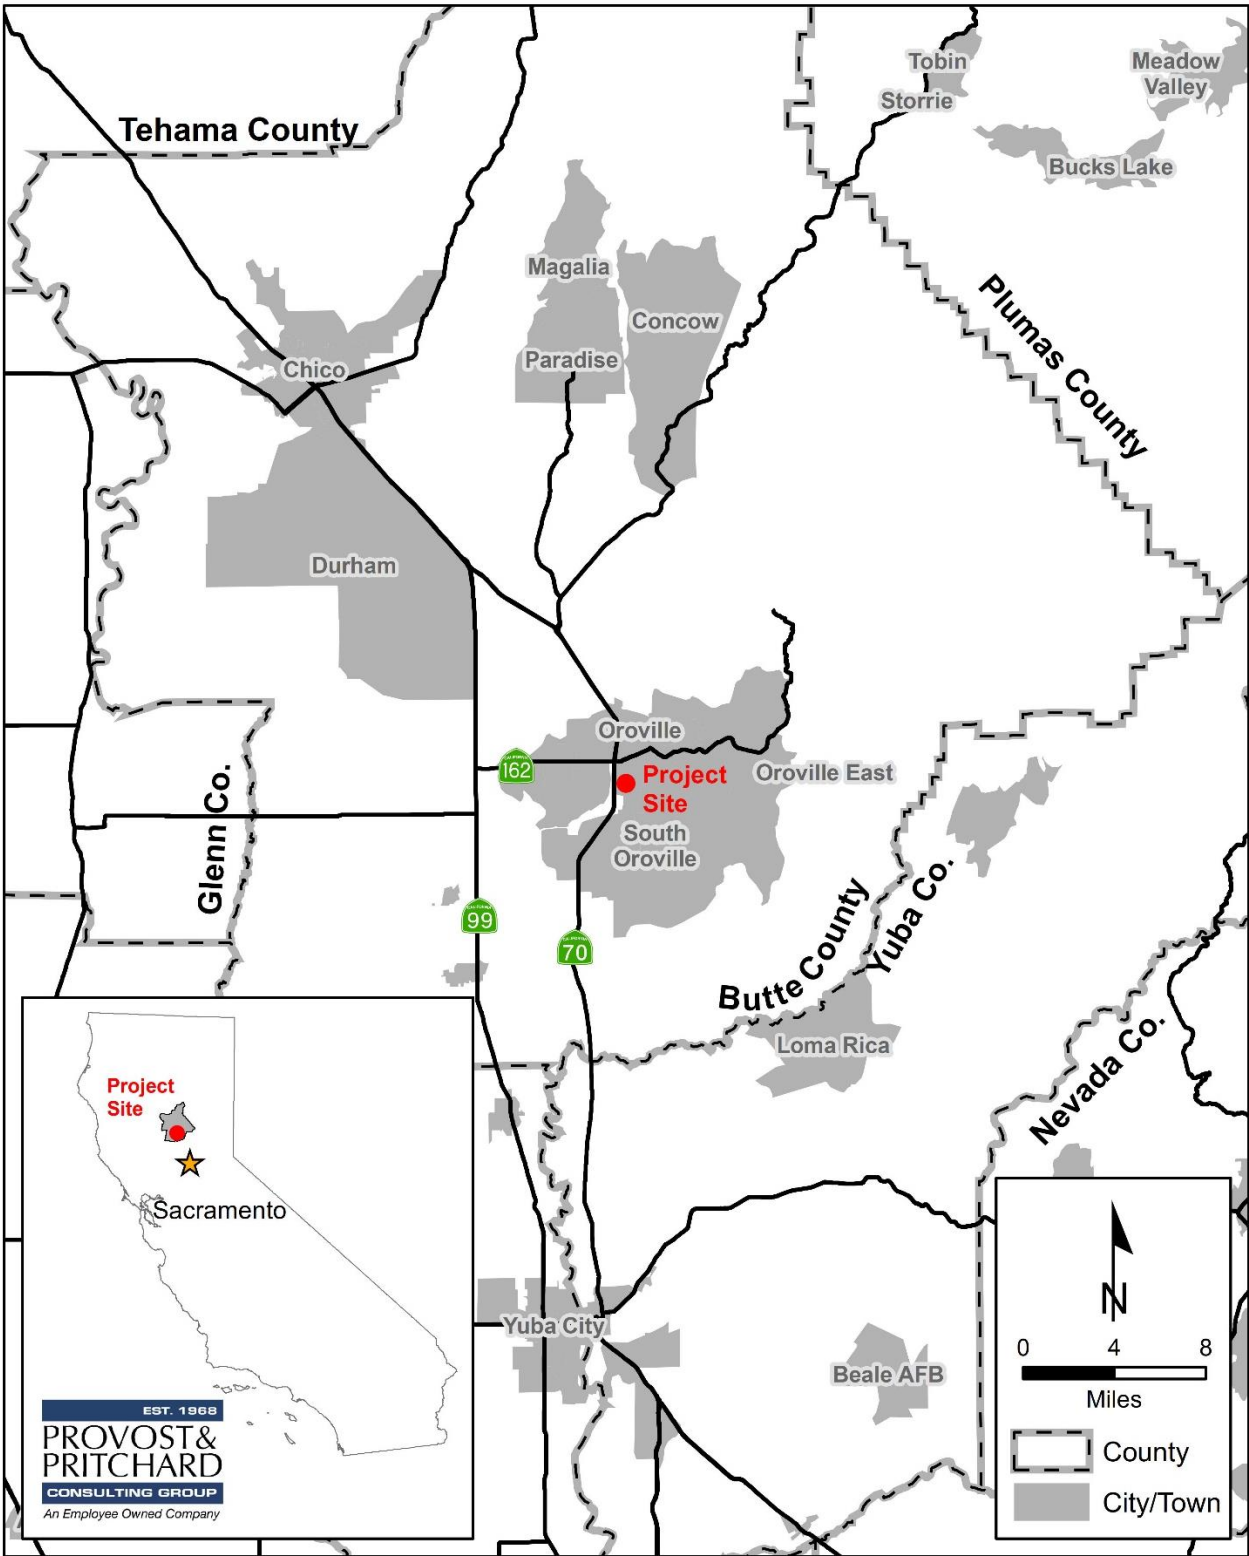 Tobin
Meadow
Valley
Storrie
Tehama County
Bucks Lake
Magalia
Plumas County
Concow
Paradise
Chico
Durham
Oroville
162
Project
Site
Oroville East
South
Oroville
Glenn Co.
99
70
Butte County
Yuba Co.
Loma Rica
Nevada Co.
Project
Site
Sacramento
Yuba City
Beale AFB
N
0 4 8
Miles
County
City/Town
EST. 1968
PROVOST&
PRITCHARD
CONSULTING GROUP
An Employee Owned Company